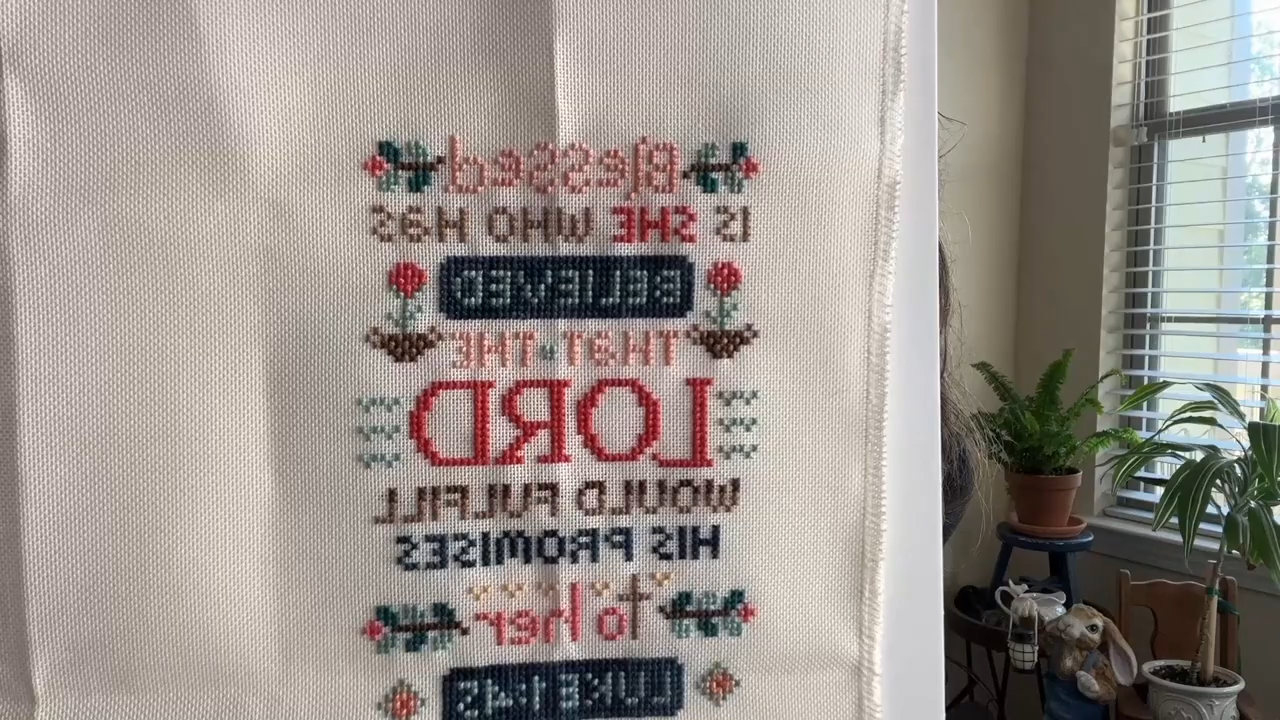 Blessed
IS SHE WHO HAS
BELIEVED
THAT THE
LORD
WOULD FULFILL
HIS PROMISES
to her
LUKE 1:45